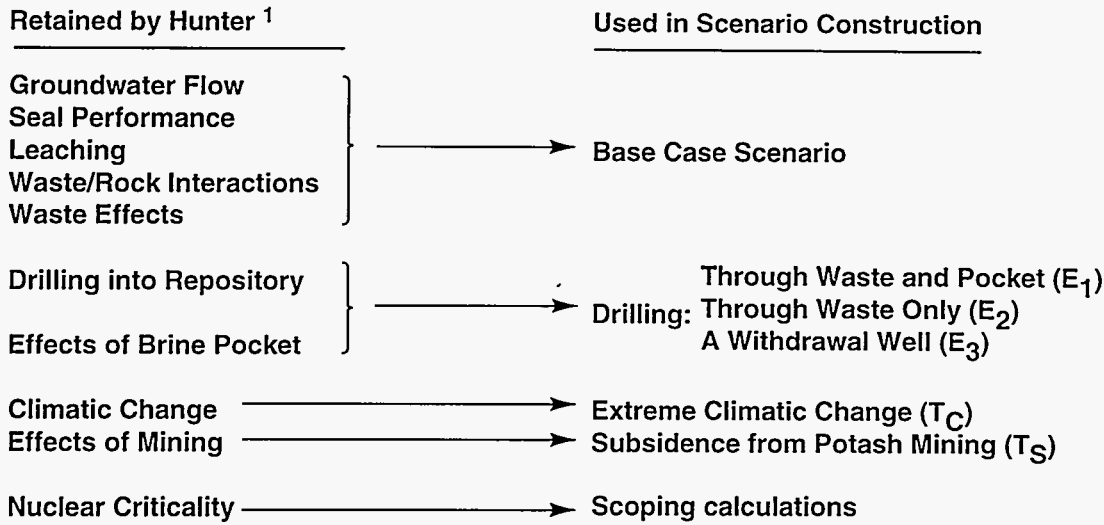 Retained by Hunter 1
Used in Scenario Construction
Groundwater Flow
Seal Performance
Leaching
Waste/Rock Interactions
Waste Effects
Base Case Scenario
Drilling into Repository
Effects of Brine Pocket
Drilling:
Through Waste and Pocket (E1)
Through Waste Only (E2)
A Withdrawal Well (E3)
Climatic Change
Extreme Climatic Change (TC)
Effects of Mining
Subsidence from Potash Mining (TS)
Nuclear Criticality
Scoping calculations